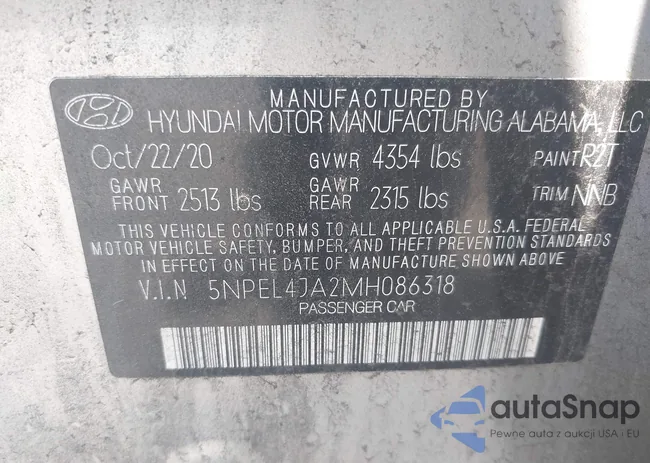 MANUFACTURED BY
HYUNDAI MOTOR MANUFACTURING ALABAMA, LLC
Oct/22/20 GVWR 4354 lbs PAINT R2T
GAWR FRONT 2513 lbs GAWR REAR 2315 lbs TRIM NNB
THIS VEHICLE CONFORMS TO ALL APPLICABLE U.S.A. FEDERAL
MOTOR VEHICLE SAFETY, BUMPER, AND THEFT PREVENTION STANDARDS
IN EFFECT ON THE DATE OF MANUFACTURE SHOWN ABOVE
V.I.N 5NPEL4JA2MH086318
PASSENGER CAR
autaSnap
Pewne auta z aukcji USA i EU